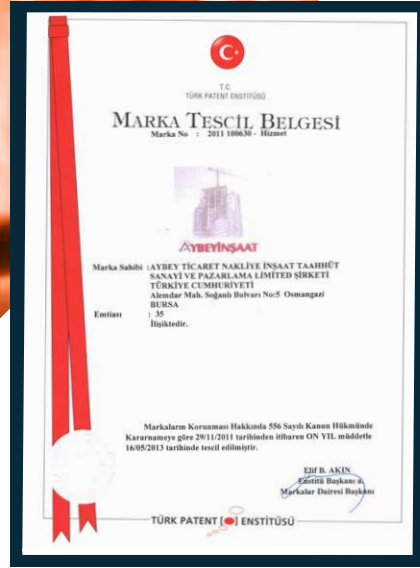 T.C.
TÜRK PATENT ENSTİTÜSÜ
MARKA TESCİL BELGESİ
Marka No : 2011 100630 - Hizmet
AYBEYİNŞAAT
Marka Sahibi :AYBEY TİCARET NAKLİYE İNŞAAT TAAHHÜT
SANAYİ VE PAZARLAMA LİMİTED ŞİRKETİ
TÜRKİYE CUMHURİYETİ
Alemdar Mah. Soğanlı Bulvarı No:5 Osmangazi
BURSA
Emtiası : 35
İlişiktedir.
Markaların Korunması Hakkında 556 Sayılı Kanun Hükmünde
Kararnameye göre 29/11/2011 tarihinden itibaren ON YIL müddetle
16/05/2013 tarihinde tescil edilmiştir.
Elif B. AKIN
Enstitü Başkanı a.
Markalar Dairesi Başkanı
TÜRK PATENT ENSTİTÜSÜ